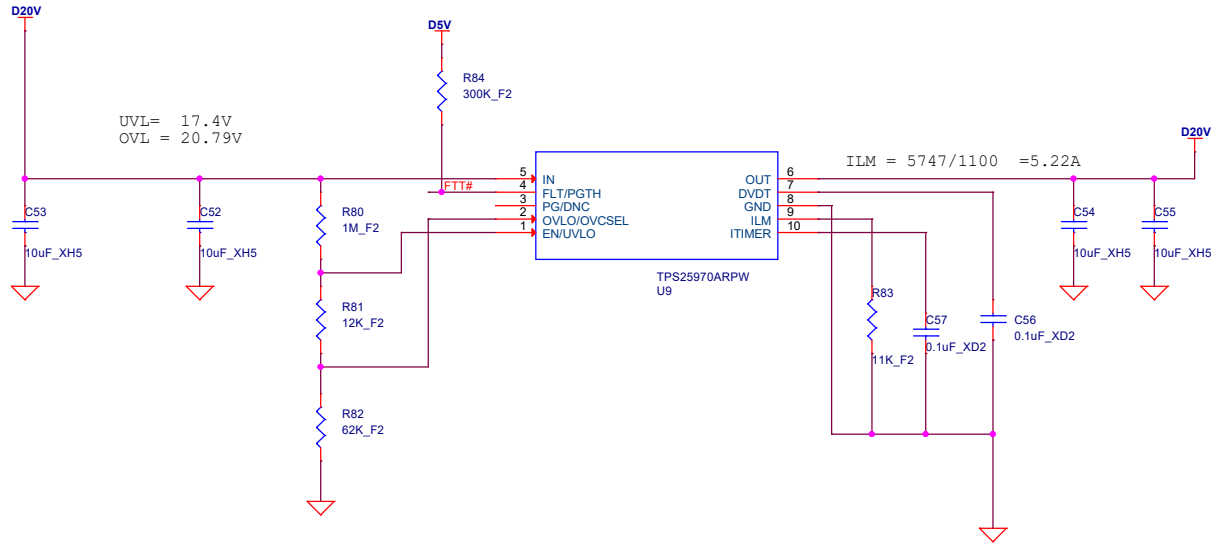 D20V
D5V
R84
300K_F2
UVL= 17.4V
OVL = 20.79V
D20V
ILM = 5747/1100 =5.22A
5
IN
OUT
6
FTT#
4
FLT/PGTH
DVDT
7
3
PG/DNC
GND
8
2
OVLO/OVCSEL
ILM
9
1
EN/UVLO
ITIMER
10
C53
10uF_XH5
C52
10uF_XH5
R80
1M_F2
C54
10uF_XH5
C55
10uF_XH5
TPS25970ARPW
U9
R81
12K_F2
R83
11K_F2
C57
0.1uF_XD2
C56
0.1uF_XD2
R82
62K_F2